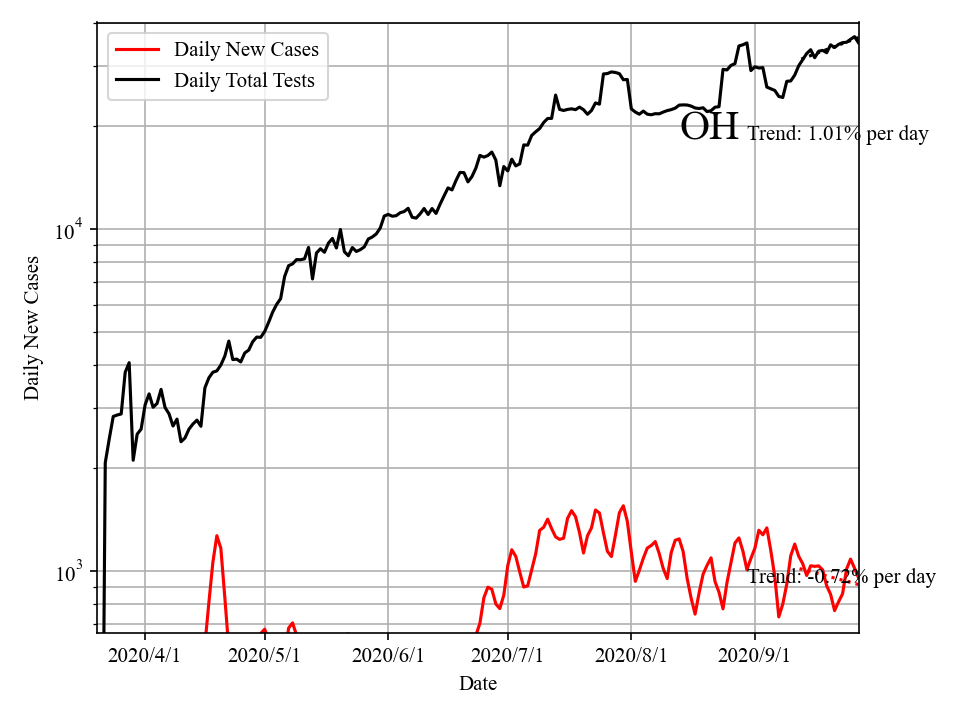 Daily New Cases
Daily Total Tests
OH
Trend: 1.01% per day
10^4
Daily New Cases
10^3
Trend: -0.72% per day
2020/4/1 2020/5/1 2020/6/1 2020/7/1 2020/8/1 2020/9/1
Date